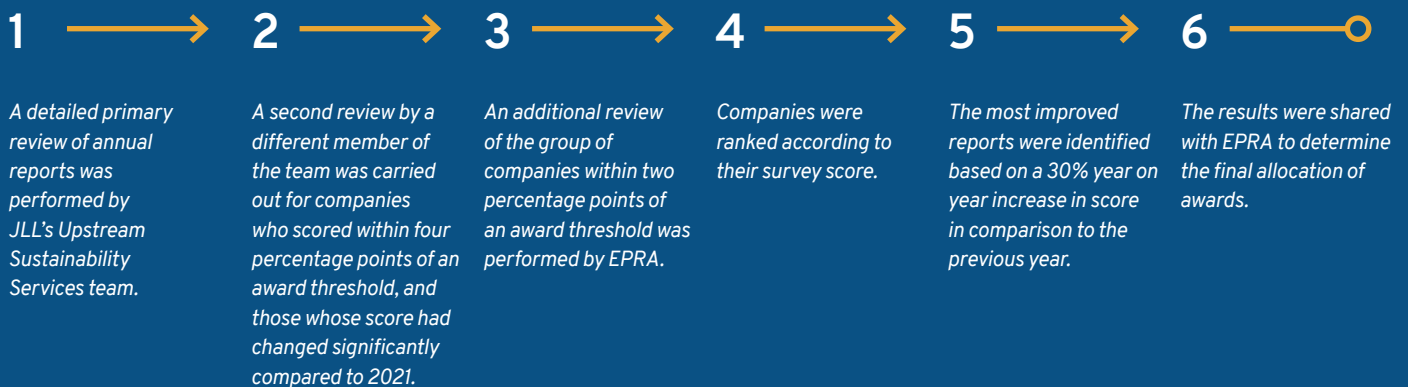 1
A detailed primary
review of annual
reports was
performed by
JLL's Upstream
Sustainability
Services team.
2
A second review by a
different member of
the team was carried
out for companies
who scored within four
percentage points of an
award threshold, and
those whose score had
changed significantly
compared to 2021.
3
An additional review
of the group of
companies within two
percentage points of
an award threshold was
performed by EPRA.
4
Companies were
ranked according to
their survey score.
5
The most improved
reports were identified
based on a 30% year on
year increase in score
in comparison to the
previous year.
6
The results were shared
with EPRA to determine
the final allocation of
awards.